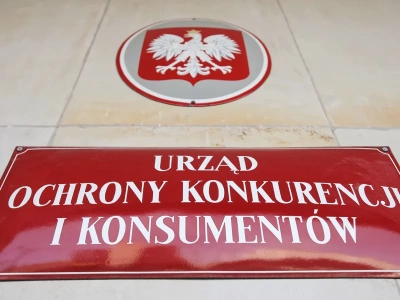 URZĄD
OCHRONY KONKURENCJI
I KONSUMENTÓW